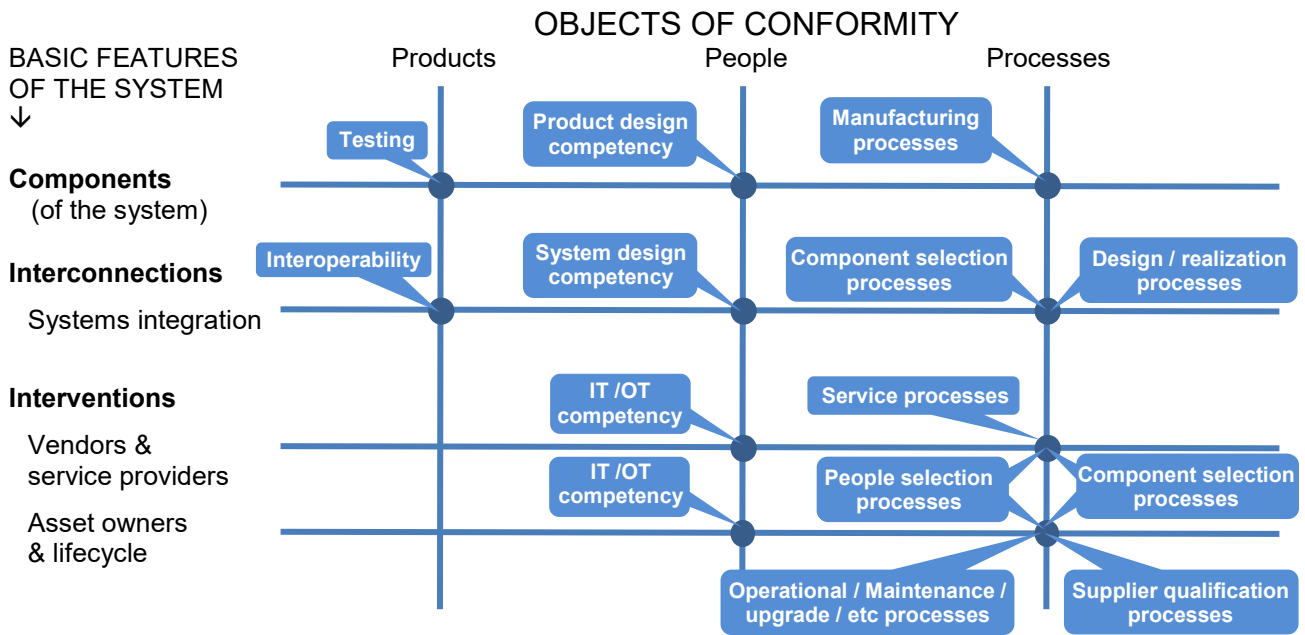 OBJECTS OF CONFORMITY
BASIC FEATURES
OF THE SYSTEM
↓
Products
People
Processes
Testing
Product design
competency
Manufacturing
processes
Components
(of the system)
Interoperability
System design
competency
Component selection
processes
Design / realization
processes
Interconnections
Systems integration
Interventions
IT /OT
competency
Service processes
Vendors &
service providers
IT /OT
competency
People selection
processes
Component selection
processes
Asset owners
& lifecycle
Operational / Maintenance /
upgrade / etc processes
Supplier qualification
processes